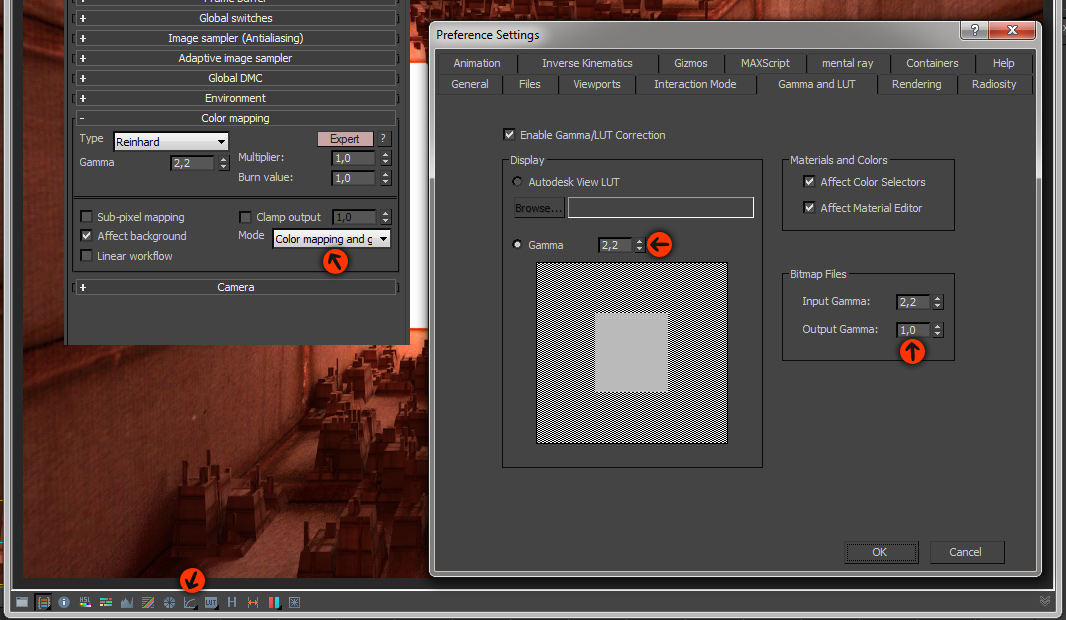 Frame buffer
+ Global switches
+ Image sampler (Antialiasing)
+ Adaptive image sampler
+ Global DMC
+ Environment
- Color mapping
Type Reinhard Expert ?
Gamma 2,2 Multiplier: 1,0
Burn value: 1,0
Sub-pixel mapping Clamp output 1,0
Affect background Mode Color mapping and g
Linear workflow
+ Camera
Preference Settings
? X
Animation Inverse Kinematics Gizmos MAXScript mental ray Containers Help
General Files Viewports Interaction Mode Gamma and LUT Rendering Radiosity
Enable Gamma/LUT Correction
Display
Autodesk View LUT
Browse...
Gamma 2,2
Materials and Colors
Affect Color Selectors
Affect Material Editor
Bitmap Files
Input Gamma: 2,2
Output Gamma: 1,0
OK Cancel
HSL LUT H